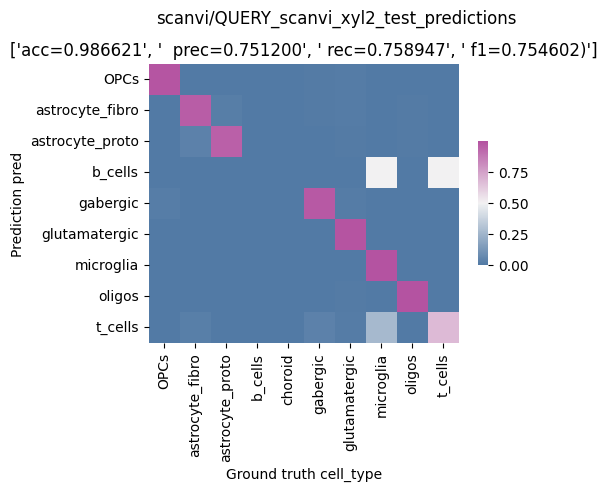 scanvi/QUERY_scanvi_xyl2_test_predictions
['acc=0.986621', '  prec=0.751200', ' rec=0.758947', ' f1=0.754602)']
OPCs
astrocyte_fibro
astrocyte_proto
b_cells
gabergic
glutamatergic
microglia
oligos
t_cells
Prediction pred
0.75
0.50
0.25
0.00
OPCs
astrocyte_fibro
astrocyte_proto
b_cells
choroid
gabergic
glutamatergic
microglia
oligos
t_cells
Ground truth cell_type